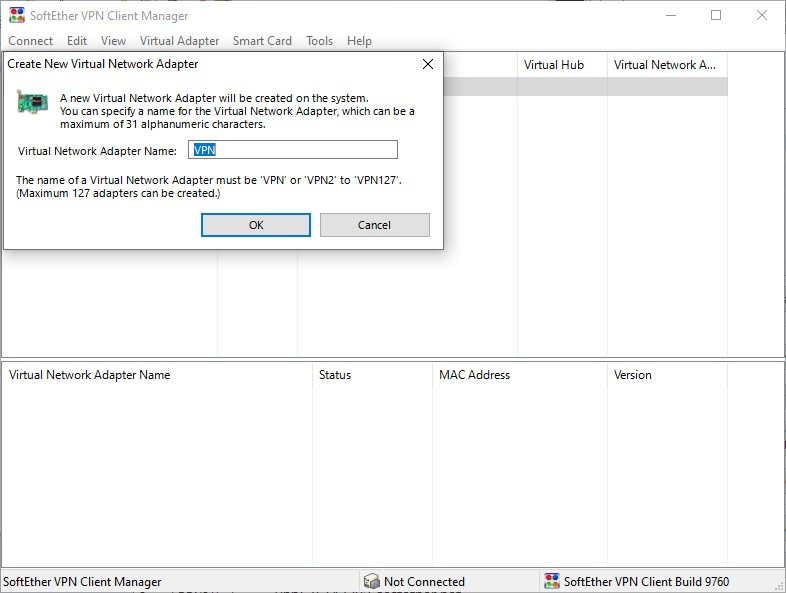 SoftEther VPN Client Manager
Connect Edit View Virtual Adapter Smart Card Tools Help
Create New Virtual Network Adapter
Virtual Hub Virtual Network A...
A new Virtual Network Adapter will be created on the system.
You can specify a name for the Virtual Network Adapter, which can be a
maximum of 31 alphanumeric characters.
Virtual Network Adapter Name: VPN
The name of a Virtual Network Adapter must be 'VPN' or 'VPN2' to 'VPN127'.
(Maximum 127 adapters can be created.)
OK Cancel
Virtual Network Adapter Name Status MAC Address Version
SoftEther VPN Client Manager Not Connected SoftEther VPN Client Build 9760